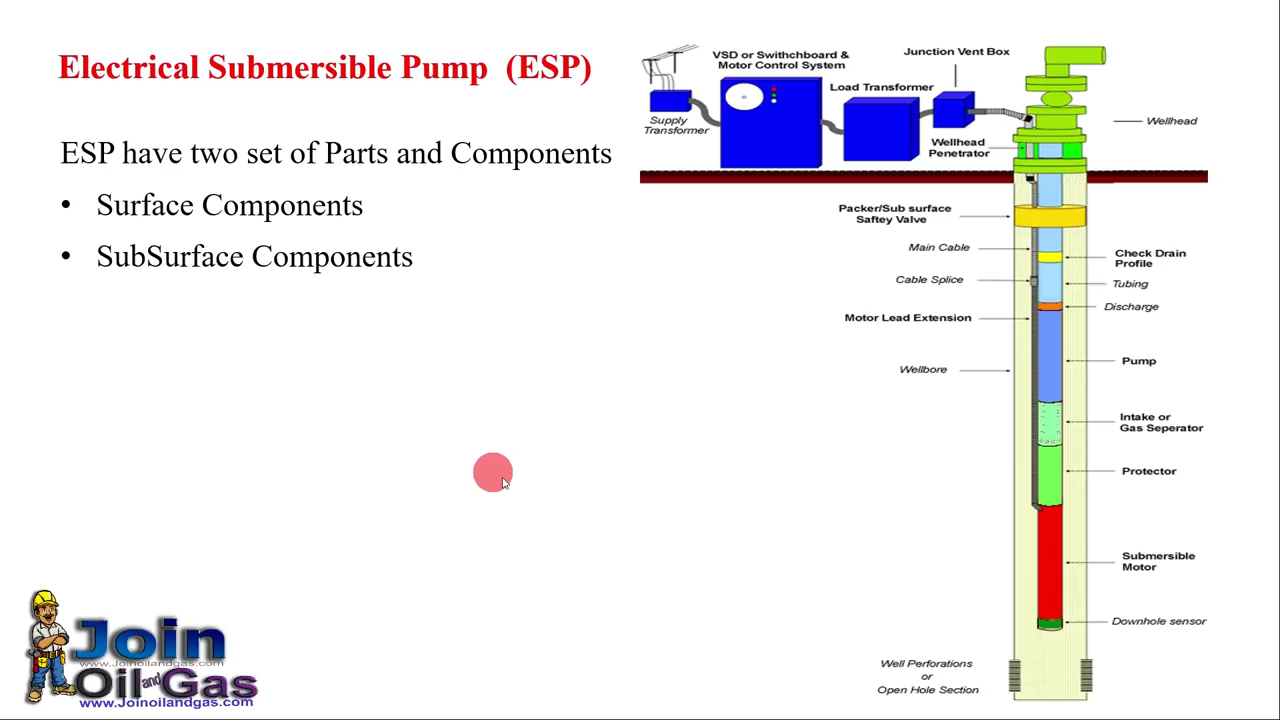 Electrical Submersible Pump (ESP)
ESP have two set of Parts and Components
• Surface Components
• SubSurface Components
VSD or Swithchboard &
Motor Control System
Junction Vent Box
Load Transformer
Supply
Transformer
Wellhead
Wellhead
Penetrator
Packer/Sub surface
Saftey Valve
Main Cable
Check Drain
Profile
Cable Splice
Tubing
Discharge
Motor Lead Extension
Pump
Wellbore
Intake or
Gas Seperator
Protector
Submersible
Motor
Downhole sensor
Well Perforations
or
Open Hole Section
Join
www.Joinoilandgas.com
Oil and Gas
www.Joinoilandgas.com